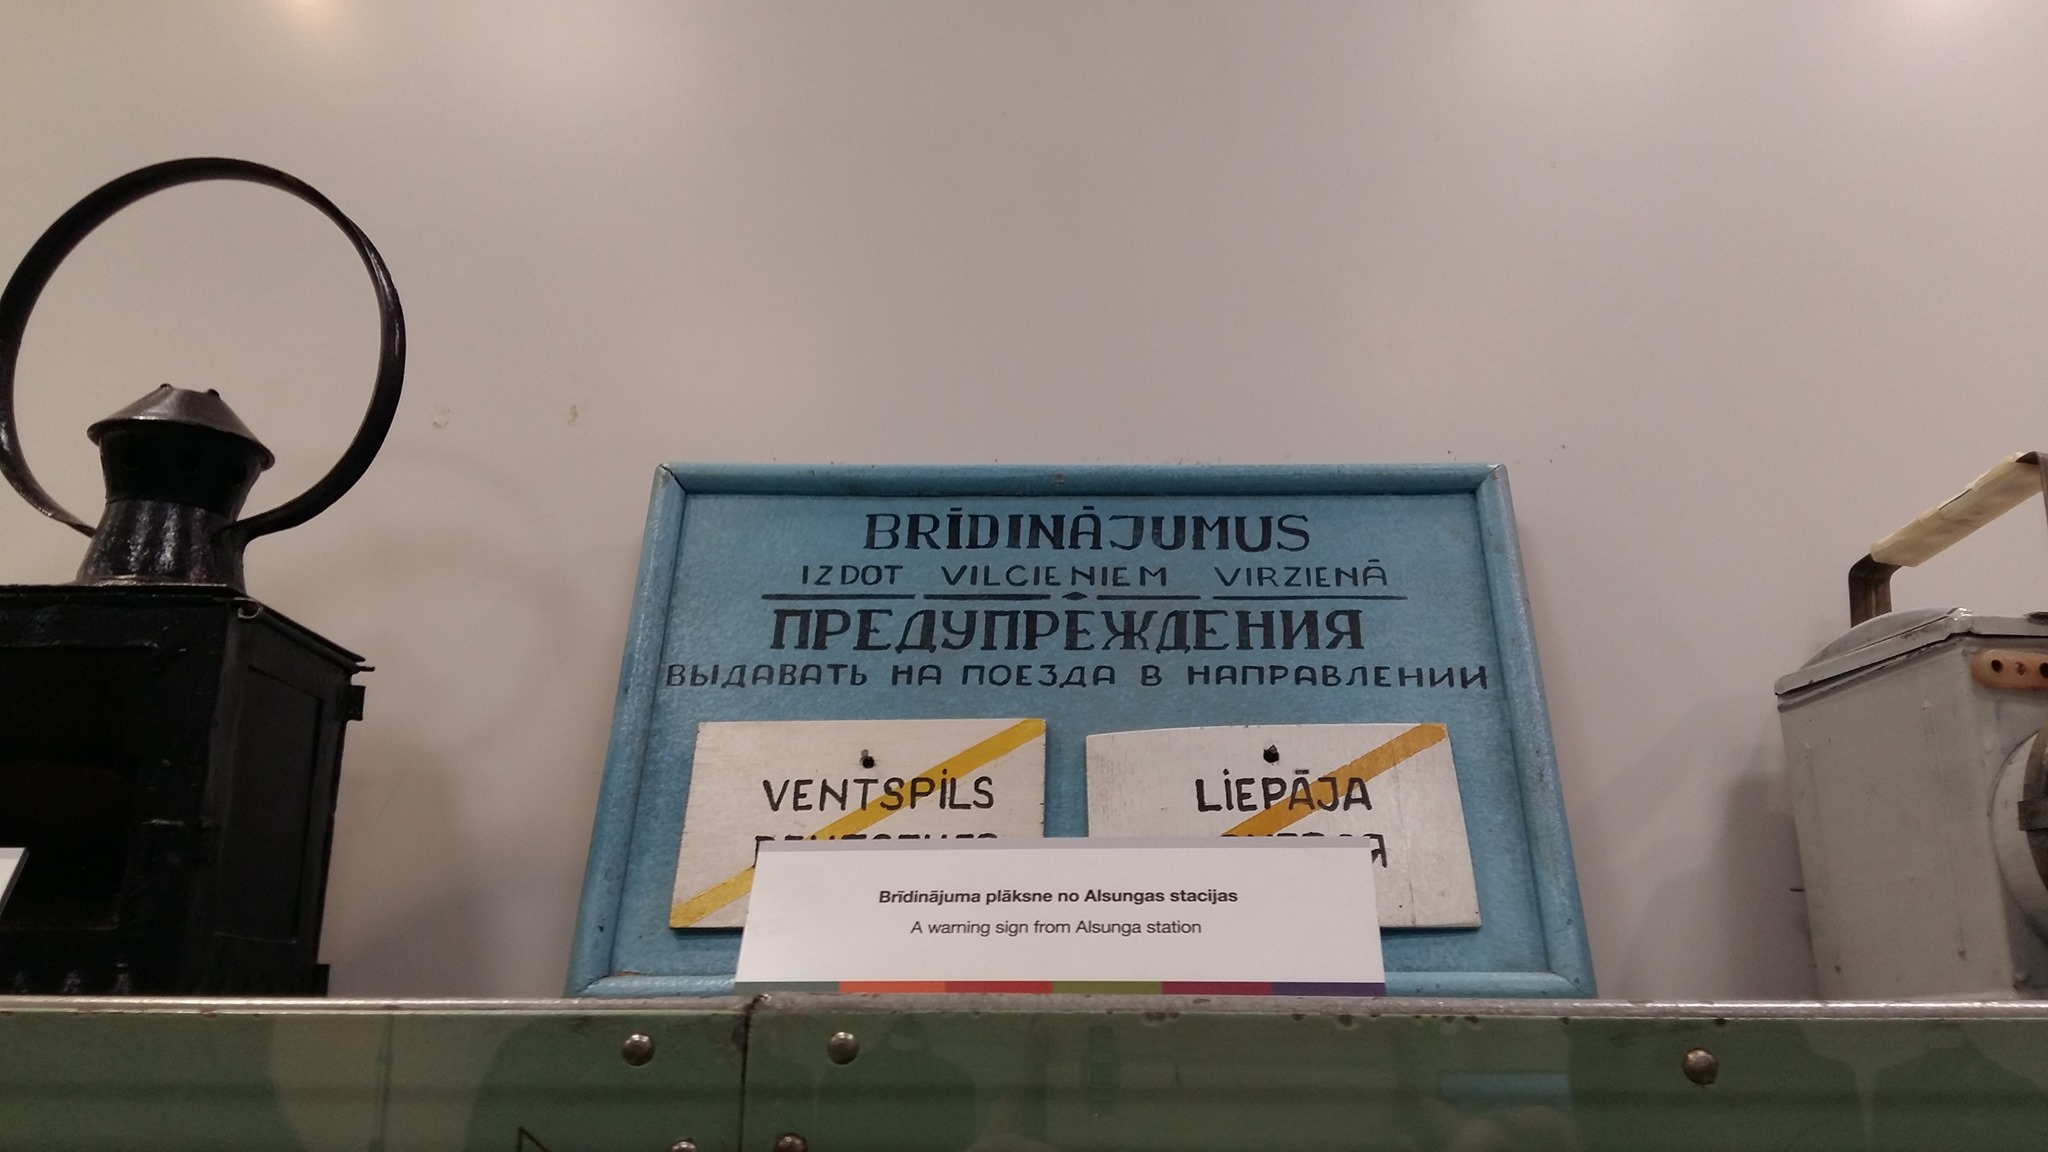 BRĪDINĀJUMUS
IZDOT VILCIENIEM VIRZIENĀ
ПРЕДУПРЕЖДЕНИЯ
ВЫДАВАТЬ НА ПОЕЗДА В НАПРАВЛЕНИИ
VENTSPILS
LIEPĀJA
Brīdinājuma plāksne no Alsungas stacijas
A warning sign from Alsunga station